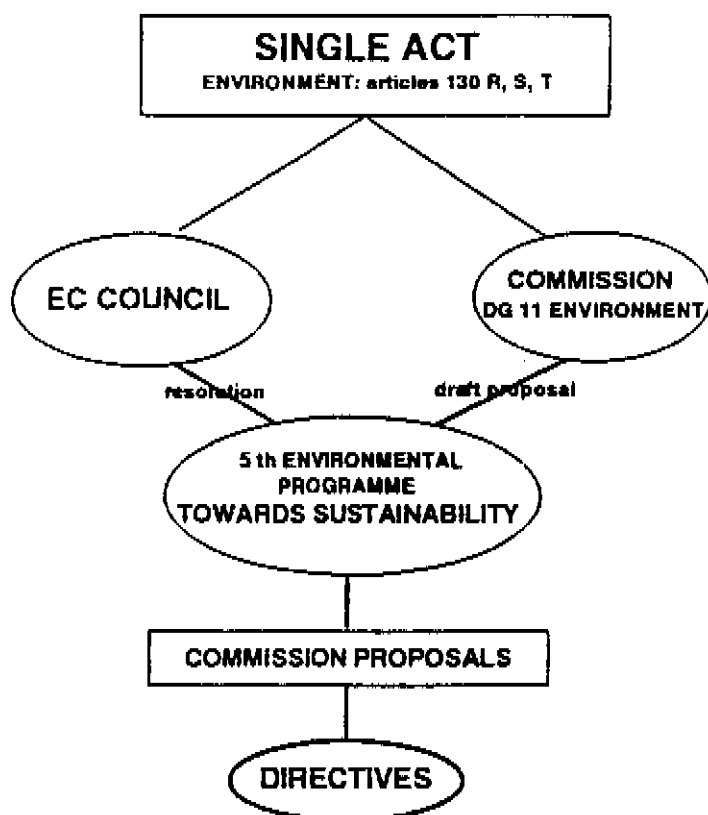 SINGLE ACT
ENVIRONMENT: articles 130 R, S, T
EC COUNCIL
COMMISSION
DG 11 ENVIRONMENT
resolution
draft proposal
5 th ENVIRONMENTAL
PROGRAMME
TOWARDS SUSTAINABILITY
COMMISSION PROPOSALS
DIRECTIVES